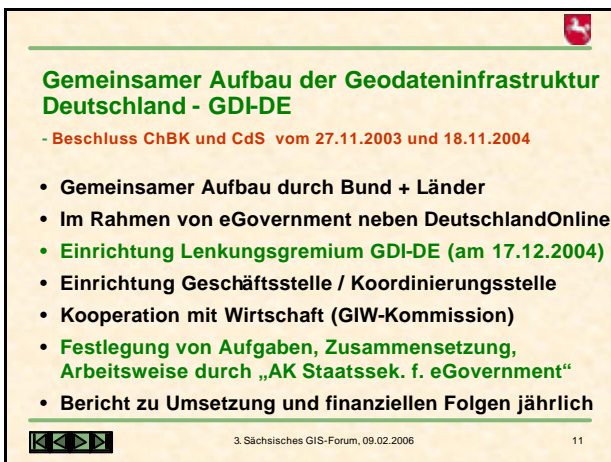 Gemeinsamer Aufbau der Geodateninfrastruktur
Deutschland - GDI-DE
- Beschluss ChBK und CdS vom 27.11.2003 und 18.11.2004
• Gemeinsamer Aufbau durch Bund + Länder
• Im Rahmen von eGovernment neben DeutschlandOnline
• Einrichtung Lenkungsgremium GDI-DE (am 17.12.2004)
• Einrichtung Geschäftsstelle / Koordinierungsstelle
• Kooperation mit Wirtschaft (GIW-Kommission)
• Festlegung von Aufgaben, Zusammensetzung,
Arbeitsweise durch „AK Staatssek. f. eGovernment“
• Bericht zu Umsetzung und finanziellen Folgen jährlich
3. Sächsisches GIS-Forum, 09.02.2006 11